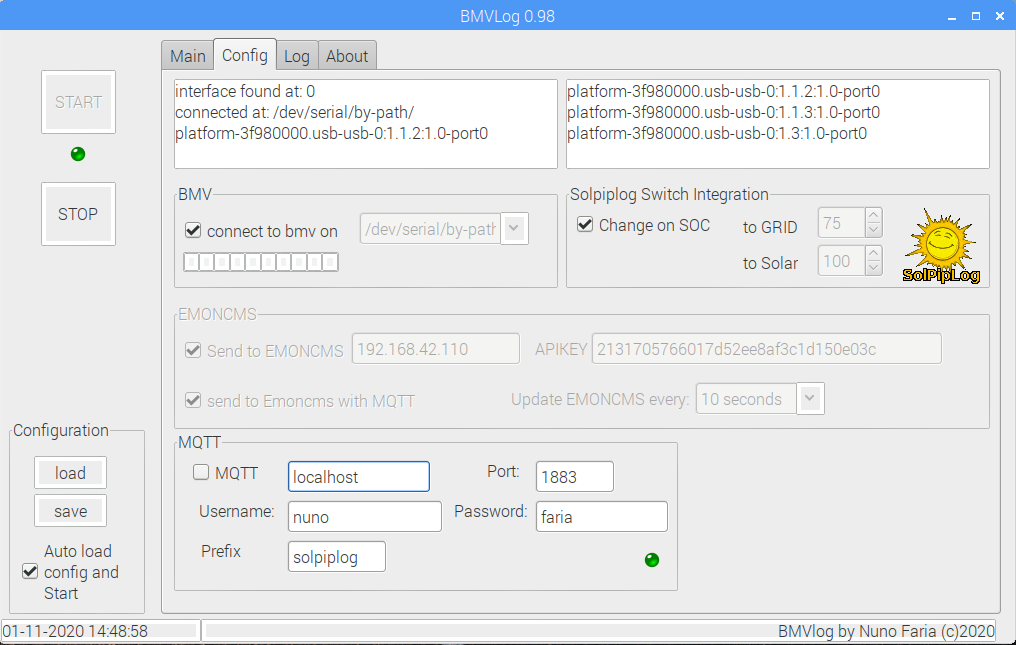 BMVLog 0.98
Main Config Log About
START
STOP
interface found at: 0
connected at: /dev/serial/by-path/
platform-3f980000.usb-usb-0:1.1.2:1.0-port0
platform-3f980000.usb-usb-0:1.1.2:1.0-port0
platform-3f980000.usb-usb-0:1.1.3:1.0-port0
platform-3f980000.usb-usb-0:1.3:1.0-port0
BMV
connect to bmv on /dev/serial/by-path
Solpiplog Switch Integration
Change on SOC to GRID 75
to Solar 100
SolPipLog
EMONCMS
Send to EMONCMS 192.168.42.110 APIKEY 2131705766017d52ee8af3c1d150e03c
send to Emoncms with MQTT Update EMONCMS every: 10 seconds
MQTT
MQTT localhost Port: 1883
Username: nuno Password: faria
Prefix solpiplog
Configuration
load
save
Auto load
config and
Start
01-11-2020 14:48:58 BMVlog by Nuno Faria (c)2020